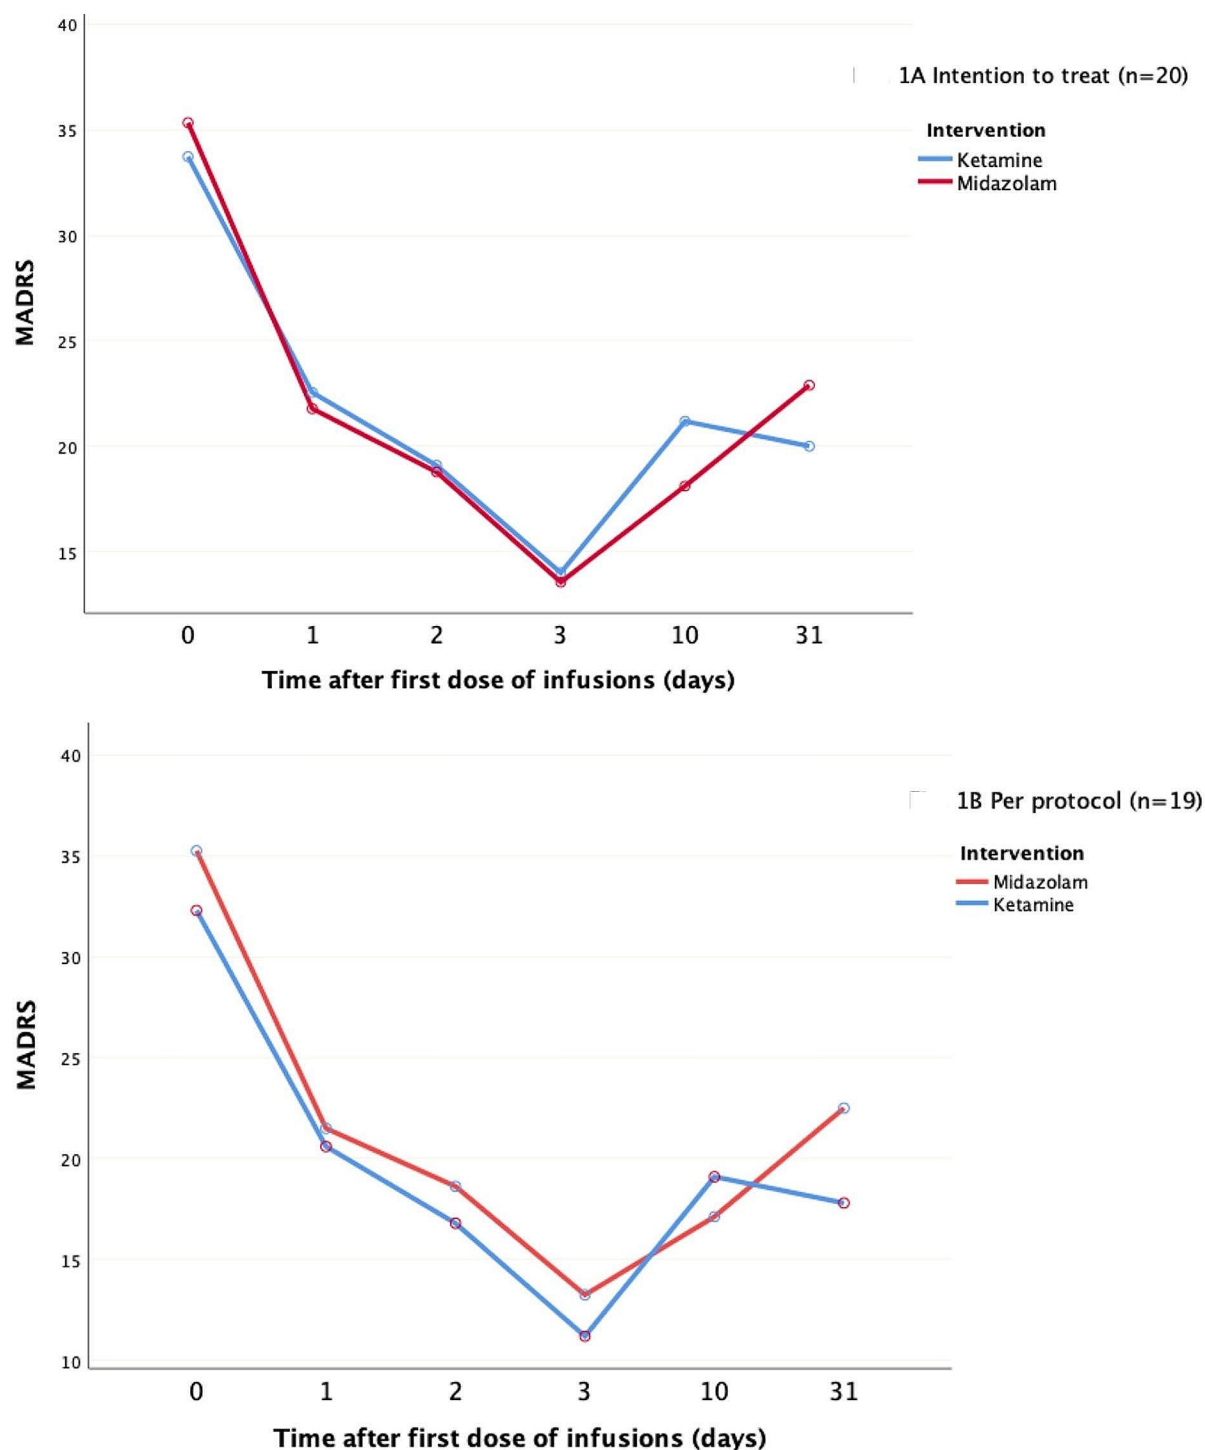 40
1A Intention to treat (n=20)
35
Intervention
Ketamine
Midazolam
30
MADRS
25
20
15
0 1 2 3 10 31
Time after first dose of infusions (days)
40
1B Per protocol (n=19)
35
Intervention
Midazolam
Ketamine
30
MADRS
25
20
15
10
0 1 2 3 10 31
Time after first dose of infusions (days)